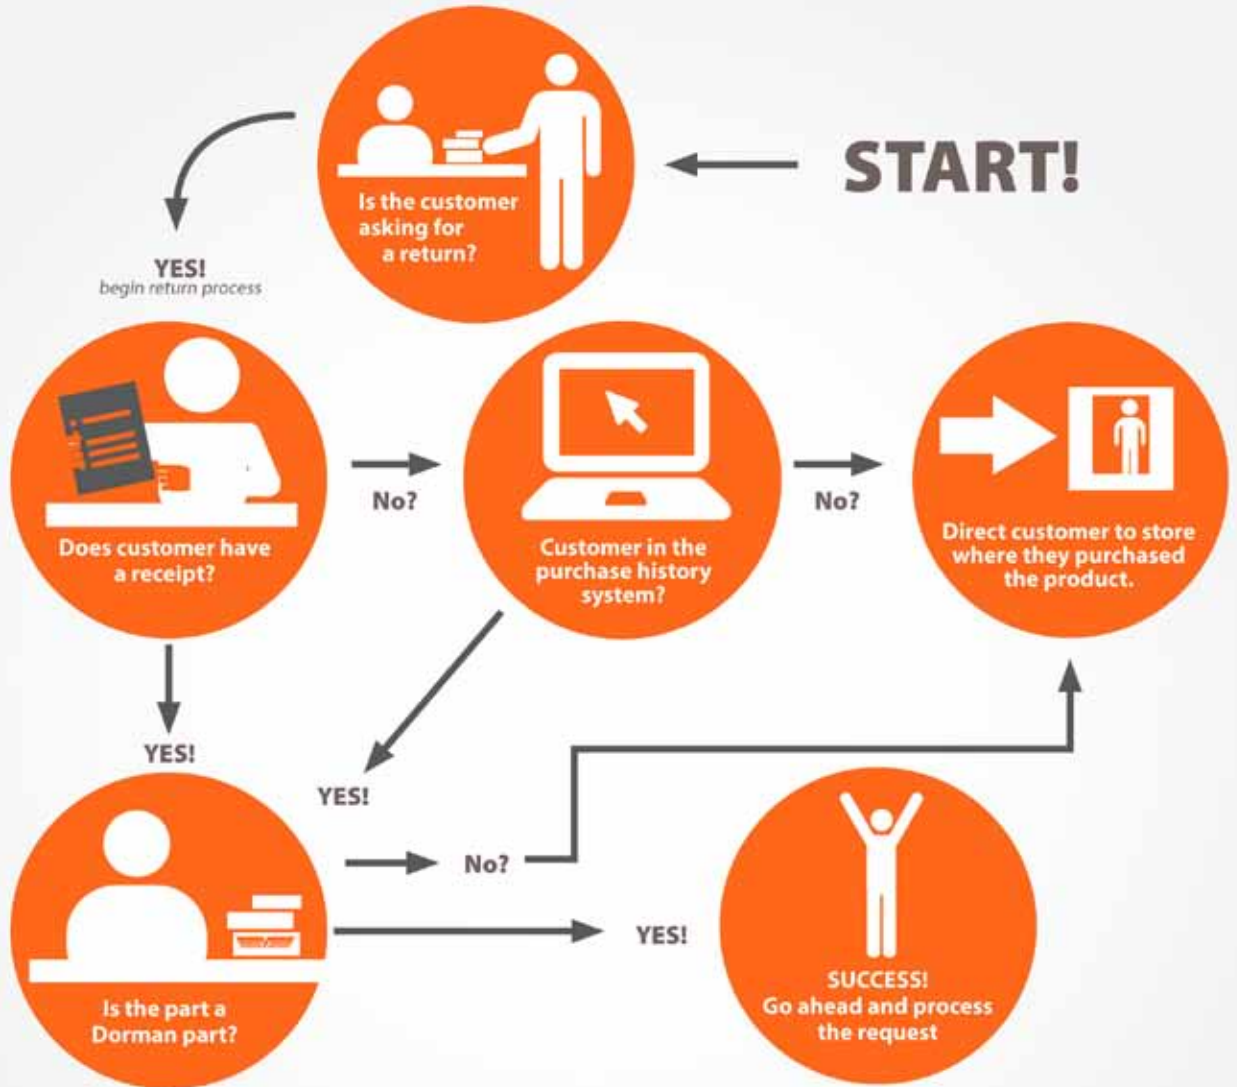 START!
Is the customer
asking for
a return?
YES!
begin return process
Does customer have
a receipt?
No?
Customer in the
purchase history
system?
No?
Direct customer to store
where they purchased
the product.
YES!
YES!
Is the part a
Dorman part?
No?
YES!
SUCCESS!
Go ahead and process
the request